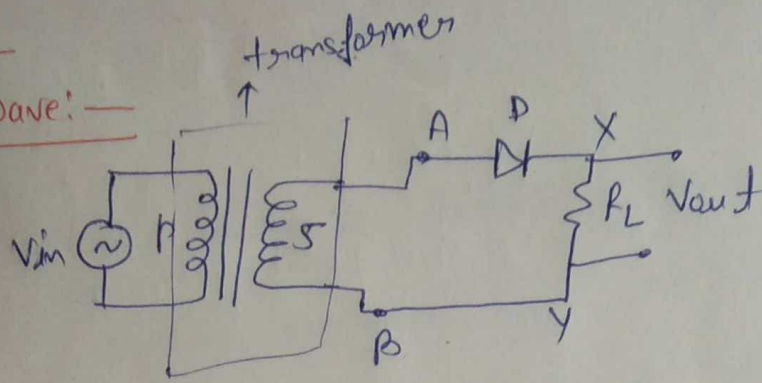 transformer
wave: —
A D X
Vin P S RL Vout
B Y